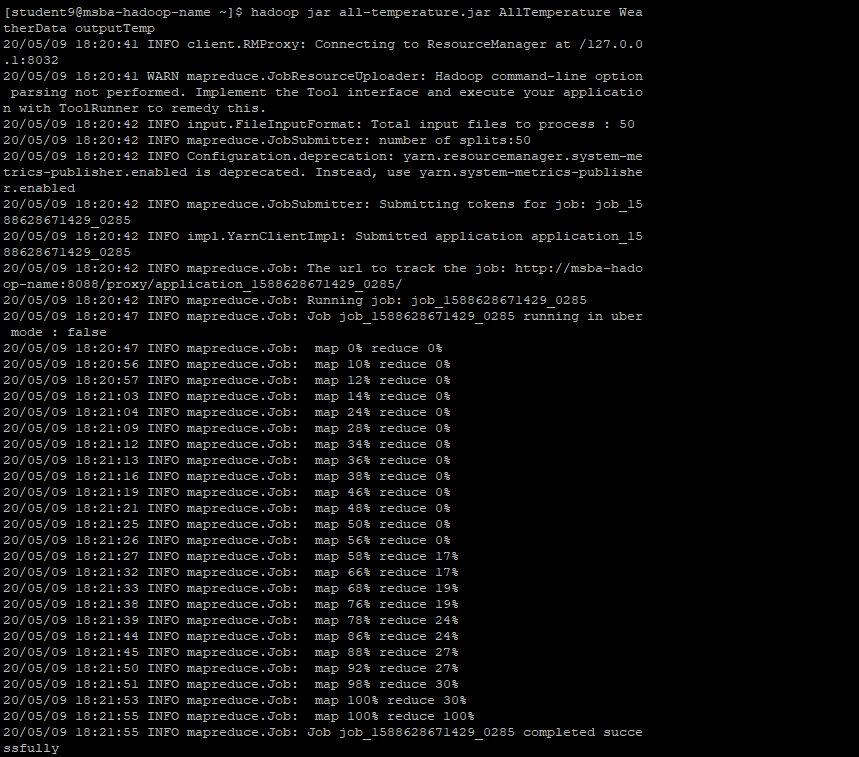 [student9@msba-hadoop-name ~]$ hadoop jar all-temperature.jar AllTemperature Wea
therData outputTemp
20/05/09 18:20:41 INFO client.RMProxy: Connecting to ResourceManager at /127.0.0
.1:8032
20/05/09 18:20:41 WARN mapreduce.JobResourceUploader: Hadoop command-line option
 parsing not performed. Implement the Tool interface and execute your applicatio
n with ToolRunner to remedy this.
20/05/09 18:20:42 INFO input.FileInputFormat: Total input files to process : 50
20/05/09 18:20:42 INFO mapreduce.JobSubmitter: number of splits:50
20/05/09 18:20:42 INFO Configuration.deprecation: yarn.resourcemanager.system-me
trics-publisher.enabled is deprecated. Instead, use yarn.system-metrics-publishe
r.enabled
20/05/09 18:20:42 INFO mapreduce.JobSubmitter: Submitting tokens for job: job_15
88628671429_0285
20/05/09 18:20:42 INFO impl.YarnClientImpl: Submitted application application_15
88628671429_0285
20/05/09 18:20:42 INFO mapreduce.Job: The url to track the job: http://msba-hado
op-name:8088/proxy/application_1588628671429_0285/
20/05/09 18:20:42 INFO mapreduce.Job: Running job: job_1588628671429_0285
20/05/09 18:20:47 INFO mapreduce.Job: Job job_1588628671429_0285 running in uber
 mode : false
20/05/09 18:20:47 INFO mapreduce.Job:  map 0% reduce 0%
20/05/09 18:20:56 INFO mapreduce.Job:  map 10% reduce 0%
20/05/09 18:20:57 INFO mapreduce.Job:  map 12% reduce 0%
20/05/09 18:21:03 INFO mapreduce.Job:  map 14% reduce 0%
20/05/09 18:21:04 INFO mapreduce.Job:  map 24% reduce 0%
20/05/09 18:21:09 INFO mapreduce.Job:  map 28% reduce 0%
20/05/09 18:21:12 INFO mapreduce.Job:  map 34% reduce 0%
20/05/09 18:21:13 INFO mapreduce.Job:  map 36% reduce 0%
20/05/09 18:21:16 INFO mapreduce.Job:  map 38% reduce 0%
20/05/09 18:21:19 INFO mapreduce.Job:  map 46% reduce 0%
20/05/09 18:21:21 INFO mapreduce.Job:  map 48% reduce 0%
20/05/09 18:21:25 INFO mapreduce.Job:  map 50% reduce 0%
20/05/09 18:21:26 INFO mapreduce.Job:  map 56% reduce 0%
20/05/09 18:21:27 INFO mapreduce.Job:  map 58% reduce 17%
20/05/09 18:21:32 INFO mapreduce.Job:  map 66% reduce 17%
20/05/09 18:21:33 INFO mapreduce.Job:  map 68% reduce 19%
20/05/09 18:21:38 INFO mapreduce.Job:  map 76% reduce 19%
20/05/09 18:21:39 INFO mapreduce.Job:  map 78% reduce 24%
20/05/09 18:21:44 INFO mapreduce.Job:  map 86% reduce 24%
20/05/09 18:21:45 INFO mapreduce.Job:  map 88% reduce 27%
20/05/09 18:21:50 INFO mapreduce.Job:  map 92% reduce 27%
20/05/09 18:21:51 INFO mapreduce.Job:  map 98% reduce 30%
20/05/09 18:21:53 INFO mapreduce.Job:  map 100% reduce 30%
20/05/09 18:21:55 INFO mapreduce.Job:  map 100% reduce 100%
20/05/09 18:21:55 INFO mapreduce.Job: Job job_1588628671429_0285 completed succe
ssfully